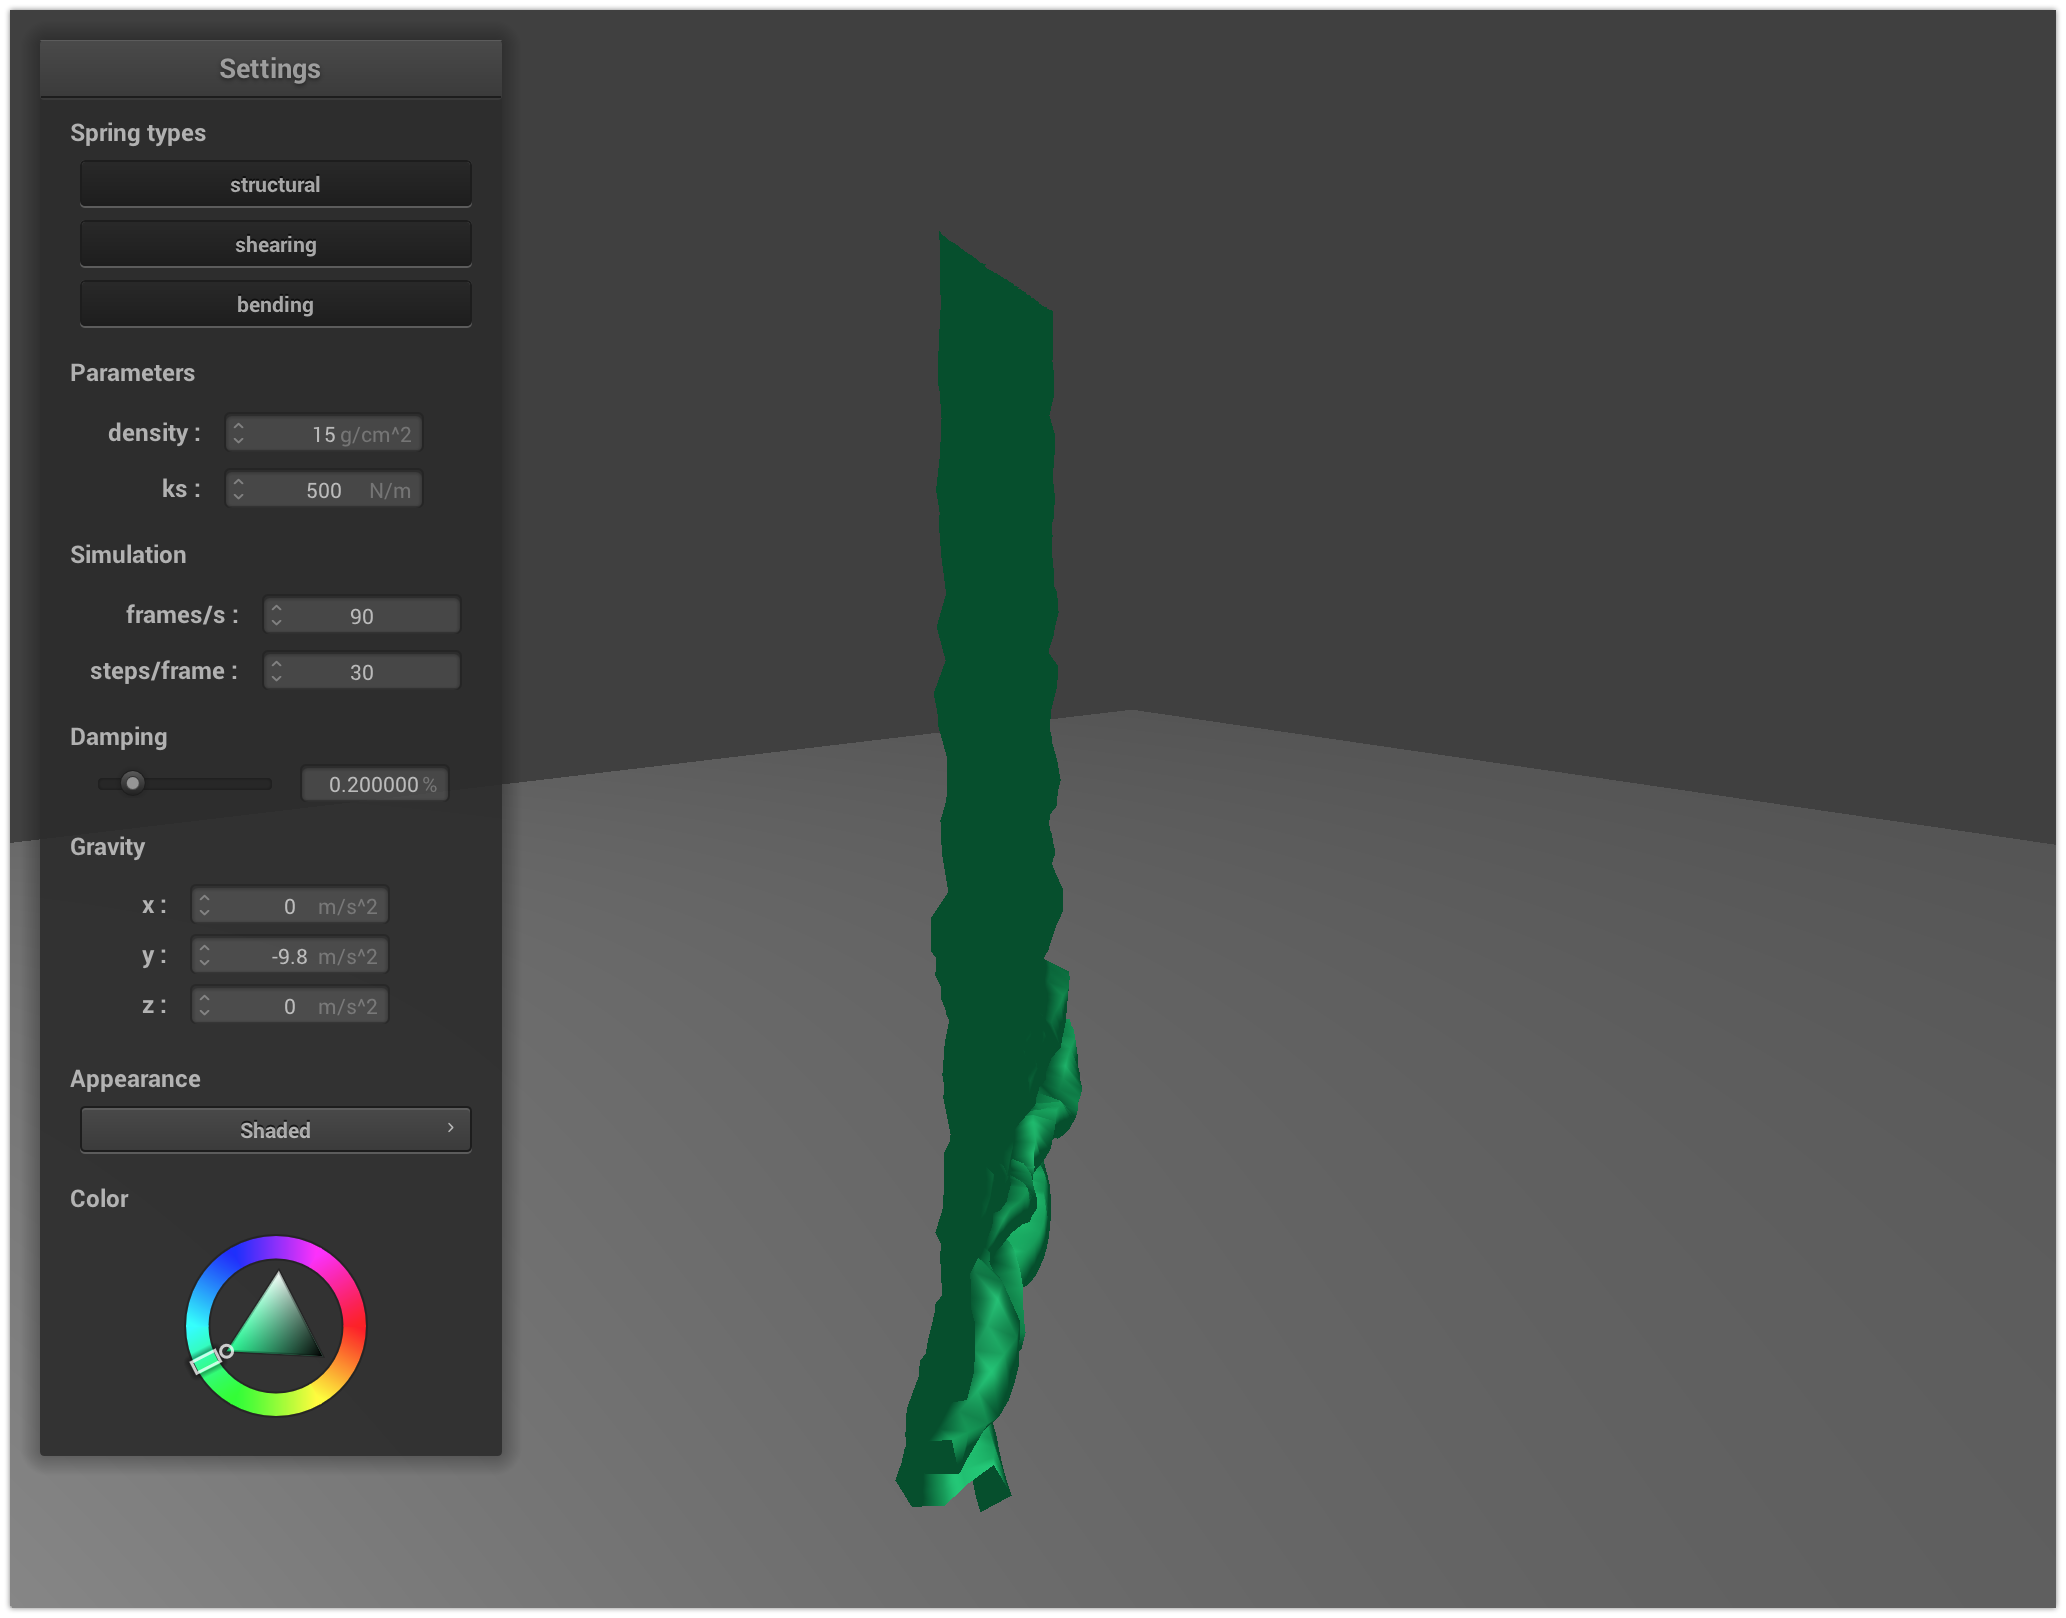 Settings
Spring types
structural
shearing
bending
Parameters
density : 15 g/cm^2
ks : 500 N/m
Simulation
frames/s : 90
steps/frame : 30
Damping
0.200000 %
Gravity
x : 0 m/s^2
y : -9.8 m/s^2
z : 0 m/s^2
Appearance
Shaded
Color